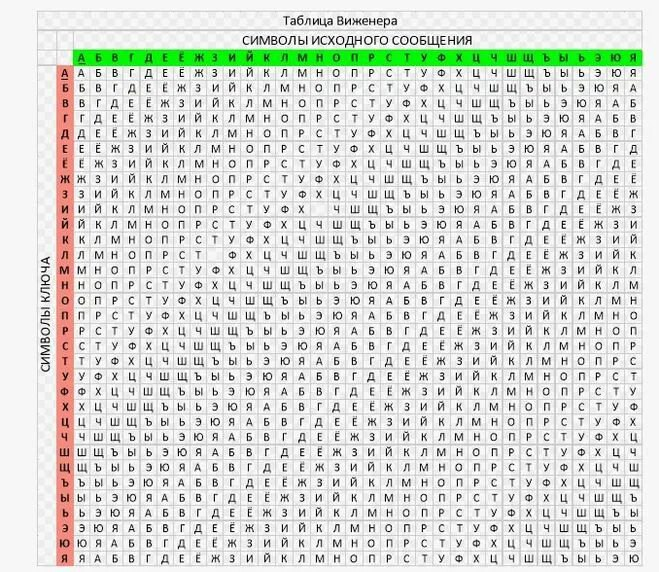 Таблица Виженера
СИМВОЛЫ ИСХОДНОГО СООБЩЕНИЯ
А Б В Г Д Е Ё Ж З И Й К Л М Н О П Р С Т У Ф Х Ц Ч Ш Щ Ъ Ы Ь Э Ю Я
А А Б В Г Д Е Ё Ж З И Й К Л М Н О П Р С Т У Ф Х Ц Ч Ш Щ Ъ Ы Ь Э Ю Я
Б Б В Г Д Е Ё Ж З И Й К Л М Н О П Р С Т У Ф Х Ц Ч Ш Щ Ъ Ы Ь Э Ю Я А
В В Г Д Е Ё Ж З И Й К Л М Н О П Р С Т У Ф Х Ц Ч Ш Щ Ъ Ы Ь Э Ю Я А Б
Г Г Д Е Ё Ж З И Й К Л М Н О П Р С Т У Ф Х Ц Ч Ш Щ Ъ Ы Ь Э Ю Я А Б В
Д Д Е Ё Ж З И Й К Л М Н О П Р С Т У Ф Х Ц Ч Ш Щ Ъ Ы Ь Э Ю Я А Б В Г
Е Е Ё Ж З И Й К Л М Н О П Р С Т У Ф Х Ц Ч Ш Щ Ъ Ы Ь Э Ю Я А Б В Г Д
Ё Ё Ж З И Й К Л М Н О П Р С Т У Ф Х Ц Ч Ш Щ Ъ Ы Ь Э Ю Я А Б В Г Д Е
Ж Ж З И Й К Л М Н О П Р С Т У Ф Х Ц Ч Ш Щ Ъ Ы Ь Э Ю Я А Б В Г Д Е Ё
З З И Й К Л М Н О П Р С Т У Ф Х Ц Ч Ш Щ Ъ Ы Ь Э Ю Я А Б В Г Д Е Ё Ж
И И Й К Л М Н О П Р С Т У Ф Х Ч Ш Щ Ъ Ы Ь Э Ю Я А Б В Г Д Е Ё Ж З
Й Й К Л М Н О П Р С Т У Ф Х Ц Ч Ш Щ Ъ Ы Ь Э Ю Я А Б В Г Д Е Ё Ж З И
К К Л М Н О П Р С Т У Ф Х Ц Ч Ш Щ Ъ Ы Ь Э Ю Я А Б В Г Д Е Ё Ж З И Й
Л Л М Н О П Р С Т Ф Х Ц Ч Ш Щ Ъ Ы Ь Э Ю Я А Б В Г Д Е Ё Ж З И Й К
М М Н О П Р С Т У Ф Х Ц Ч Ш Щ Ъ Ы Ь Э Ю Я А Б В Г Д Е Ё Ж З И Й К Л
Н Н О П Р С Т У Ф Х Ц Ч Ш Щ Ъ Ы Ь Э Ю Я А Б В Г Д Е Ё Ж З И Й К Л М
О О П Р С Т У Ф Х Ц Ч Ш Щ Ъ Ы Ь Э Ю Я А Б В Г Д Е Ё Ж З И Й К Л М Н
П П Р С Т У Ф Х Ц Ч Ш Щ Ъ Ы Ь Э Ю Я А Б В Г Д Е Ё Ж З И Й К Л М Н О
Р Р С Т У Ф Х Ц Ч Ш Щ Ъ Ы Ь Э Ю Я А Б В Г Д Е Ё Ж З И Й К Л М Н О П
С С Т У Ф Х Ц Ч Ш Щ Ъ Ы Ь Э Ю Я А Б В Г Д Е Ё Ж З И Й К Л М Н О П Р
Т Т У Ф Х Ц Ч Ш Щ Ъ Ы Ь Э Ю Я А Б В Г Д Е Ё Ж З И Й К Л М Н О П Р С
У У Ф Х Ц Ч Ш Щ Ъ Ы Ь Э Ю Я А Б В Г Д Е Ё Ж З И Й К Л М Н О П Р С Т
Ф Ф Х Ц Ч Ш Щ Ъ Ы Ь Э Ю Я А Б В Г Д Е Ё Ж З И Й К Л М Н О П Р С Т У
Х Х Ц Ч Ш Щ Ъ Ы Ь Э Ю Я А Б В Г Д Е Ё Ж З И Й К Л М Н О П Р С Т У Ф
Ц Ц Ч Ш Щ Ъ Ы Ь Э Ю Я А Б В Г Д Е Ё Ж З И Й К Л М Н О П Р С Т У Ф Х
Ч Ч Ш Щ Ъ Ы Ь Э Ю Я А Б В Г Д Е Ё Ж З И Й К Л М Н О П Р С Т У Ф Х Ц
Ш Ш Щ Ъ Ы Ь Э Ю Я А Б В Г Д Е Ё Ж З И Й К Л М Н О П Р С Т У Ф Х Ц Ч
Щ Щ Ъ Ы Ь Э Ю Я А Б В Г Д Е Ё Ж З И Й К Л М Н О П Р С Т У Ф Х Ц Ч Ш
Ъ Ъ Ы Ь Э Ю Я А Б В Г Д Е Ё Ж З И Й К Л М Н О П Р С Т У Ф Х Ц Ч Ш Щ
Ы Ы Ь Э Ю Я А Б В Г Д Е Ё Ж З И Й К Л М Н О П Р С Т У Ф Х Ц Ч Ш Щ Ъ
Ь Ь Э Ю Я А Б В Г Д Е Ё Ж З И Й К Л М Н О П Р С Т У Ф Х Ц Ч Ш Щ Ъ Ы
Э Э Ю Я А Б В Г Д Е Ё Ж З И Й К Л М Н О П Р С Т У Ф Х Ц Ч Ш Щ Ъ Ы Ь
Ю Ю Я А Б В Г Д Е Ё Ж З И Й К Л М Н О П Р С Т У Ф Х Ц Ч Ш Щ Ъ Ы Ь Э
Я Я А Б В Г Д Е Ё Ж З И Й К Л М Н О П Р С Т У Ф Х Ц Ч Ш Щ Ъ Ы Ь Э Ю
СИМВОЛЫ КЛЮЧА